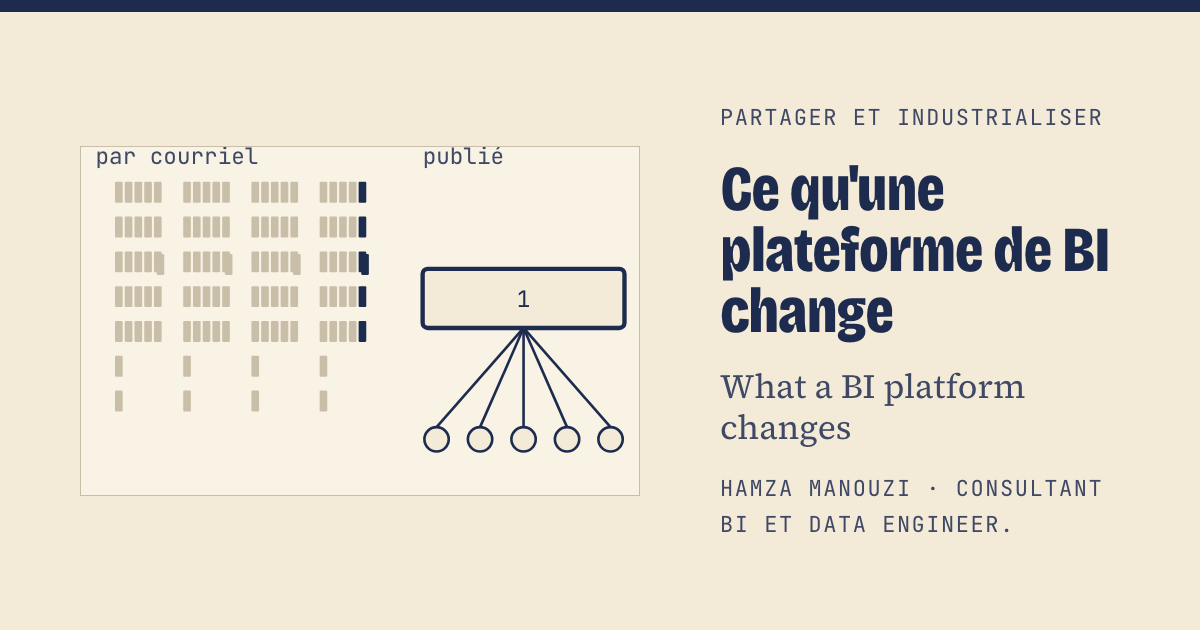 par courriel
publié
1
PARTAGER ET INDUSTRIALISER
Ce qu'une
plateforme de BI
change
What a BI platform
changes
HAMZA MANOUZI · CONSULTANT
BI ET DATA ENGINEER.